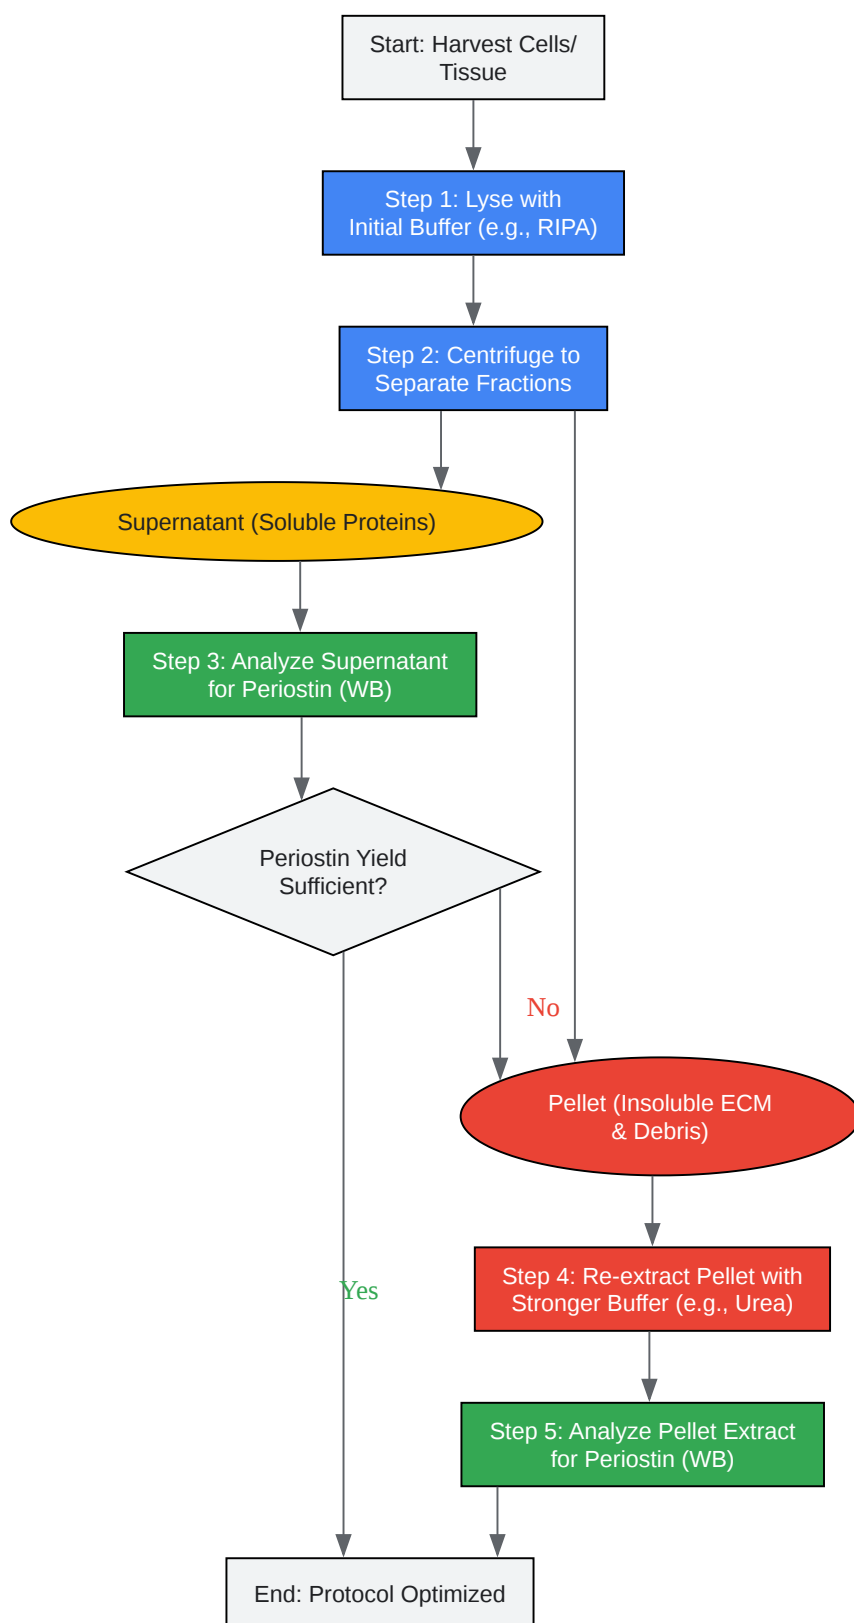 Start: Harvest Cells/
Tissue
Step 1: Lyse with
Initial Buffer (e.g., RIPA)
Step 2: Centrifuge to
Separate Fractions
Supernatant (Soluble Proteins)
Step 3: Analyze Supernatant
for Periostin (WB)
Periostin Yield
Sufficient?
No
Pellet (Insoluble ECM
& Debris)
Step 4: Re-extract Pellet with
Stronger Buffer (e.g., Urea)
Yes
Step 5: Analyze Pellet Extract
for Periostin (WB)
End: Protocol Optimized